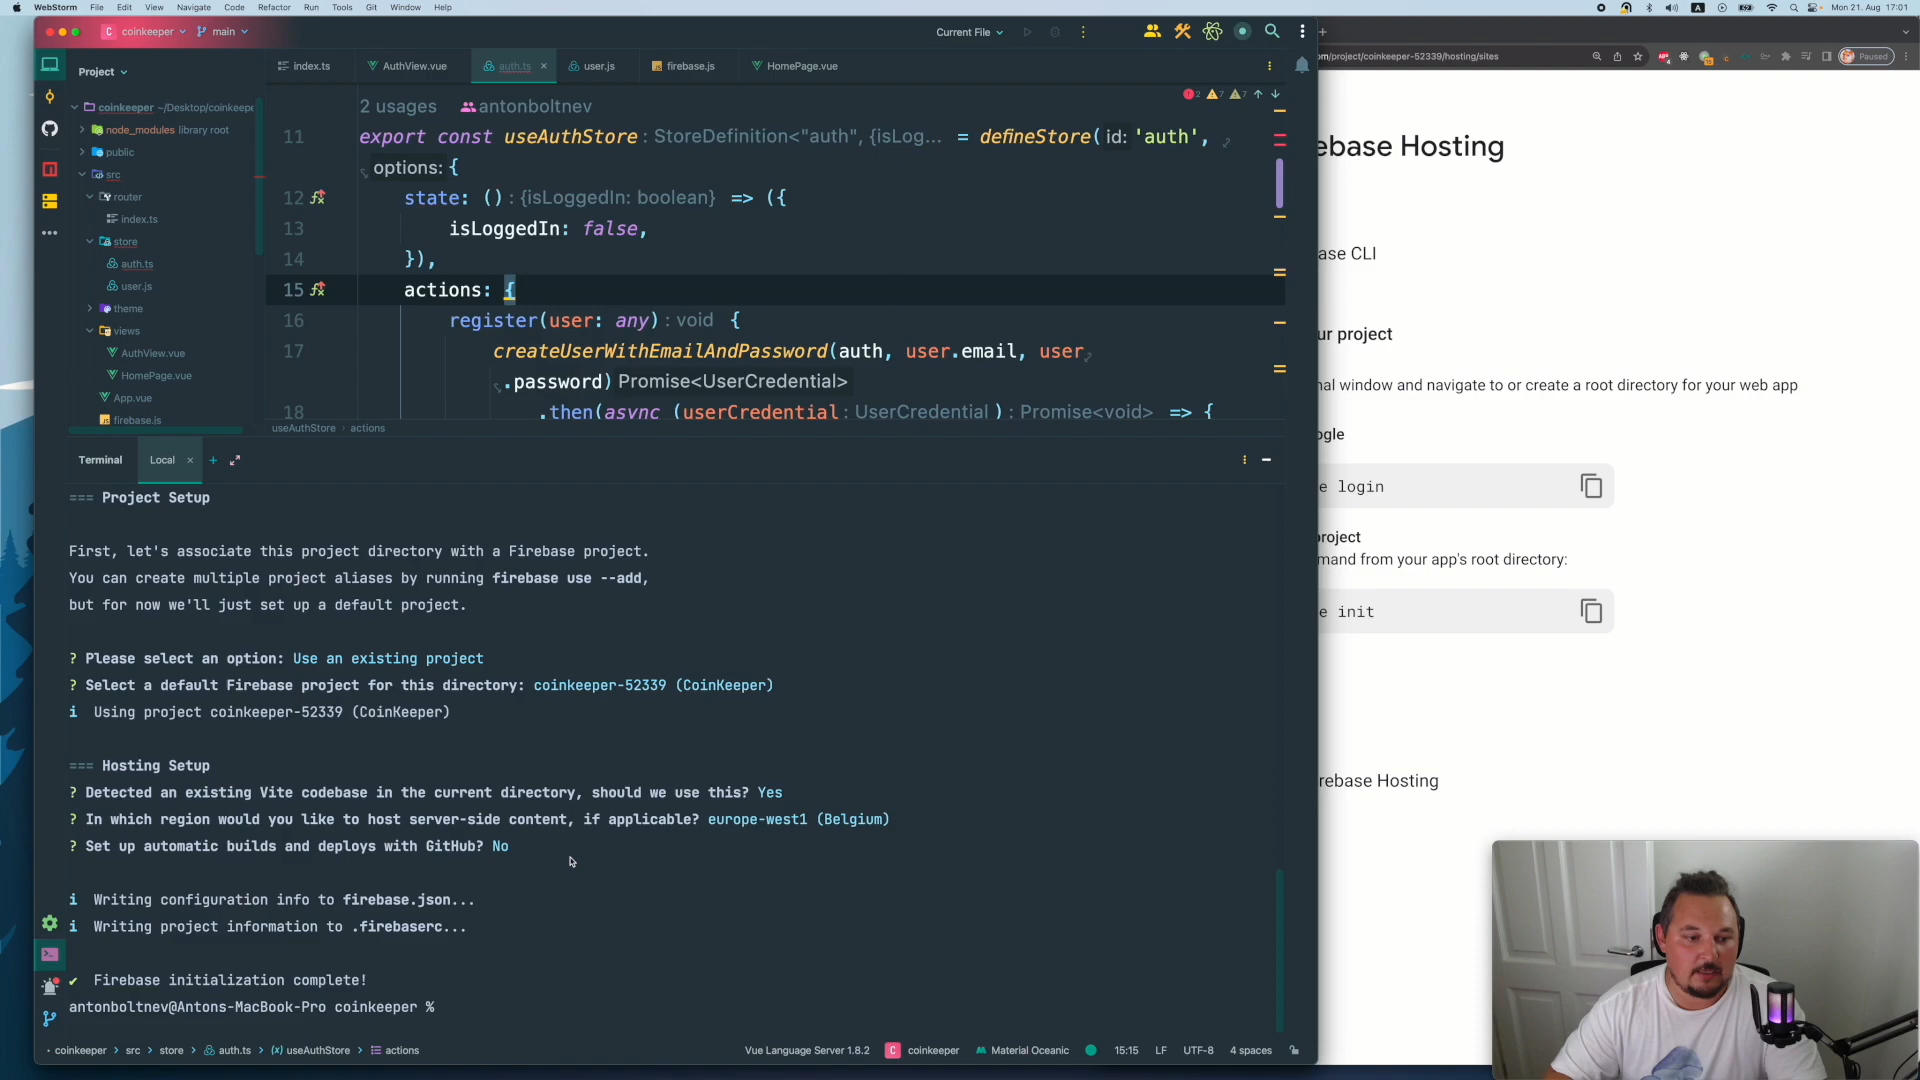 WebStorm File Edit View Navigate Code Refactor Run Tools Git Window Help
Mon 21. Aug 17:01
C coinkeeper main
Current File
Project
index.ts AuthView.vue auth.ts user.js firebase.js HomePage.vue
om/project/coinkeeper-52339/hosting/sites
Paused
coinkeeper ~/Desktop/coinkeepe
node_modules library root
public
src
router
index.ts
store
auth.ts
user.js
theme
views
AuthView.vue
HomePage.vue
App.vue
firebase.js
2 usages antonboltnev
2 7 7
11 export const useAuthStore : StoreDefinition<"auth", {isLog... = defineStore( id: 'auth',
options: {
12 state: () : {isLoggedIn: boolean} => ({
13 isLoggedIn: false,
14 }),
15 actions: {
16 register(user: any) : void {
17 createUserWithEmailAndPassword(auth, user.email, user
.password) Promise<UserCredential>
18 .then(async (userCredential : UserCredential ) : Promise<void> => {
useAuthStore › actions
Terminal Local
=== Project Setup
First, let's associate this project directory with a Firebase project.
You can create multiple project aliases by running firebase use --add,
but for now we'll just set up a default project.
? Please select an option: Use an existing project
? Select a default Firebase project for this directory: coinkeeper-52339 (CoinKeeper)
i Using project coinkeeper-52339 (CoinKeeper)
=== Hosting Setup
? Detected an existing Vite codebase in the current directory, should we use this? Yes
? In which region would you like to host server-side content, if applicable? europe-west1 (Belgium)
? Set up automatic builds and deploys with GitHub? No
i Writing configuration info to firebase.json...
i Writing project information to .firebaserc...
✔ Firebase initialization complete!
antonboltnev@Antons-MacBook-Pro coinkeeper %
coinkeeper › src › store › auth.ts › (x) useAuthStore › actions
Vue Language Server 1.8.2 C coinkeeper Material Oceanic 15:15 LF UTF-8 4 spaces
ebase Hosting
ase CLI
ur project
nal window and navigate to or create a root directory for your web app
ogle
e login
project
mand from your app's root directory:
e init
rebase Hosting